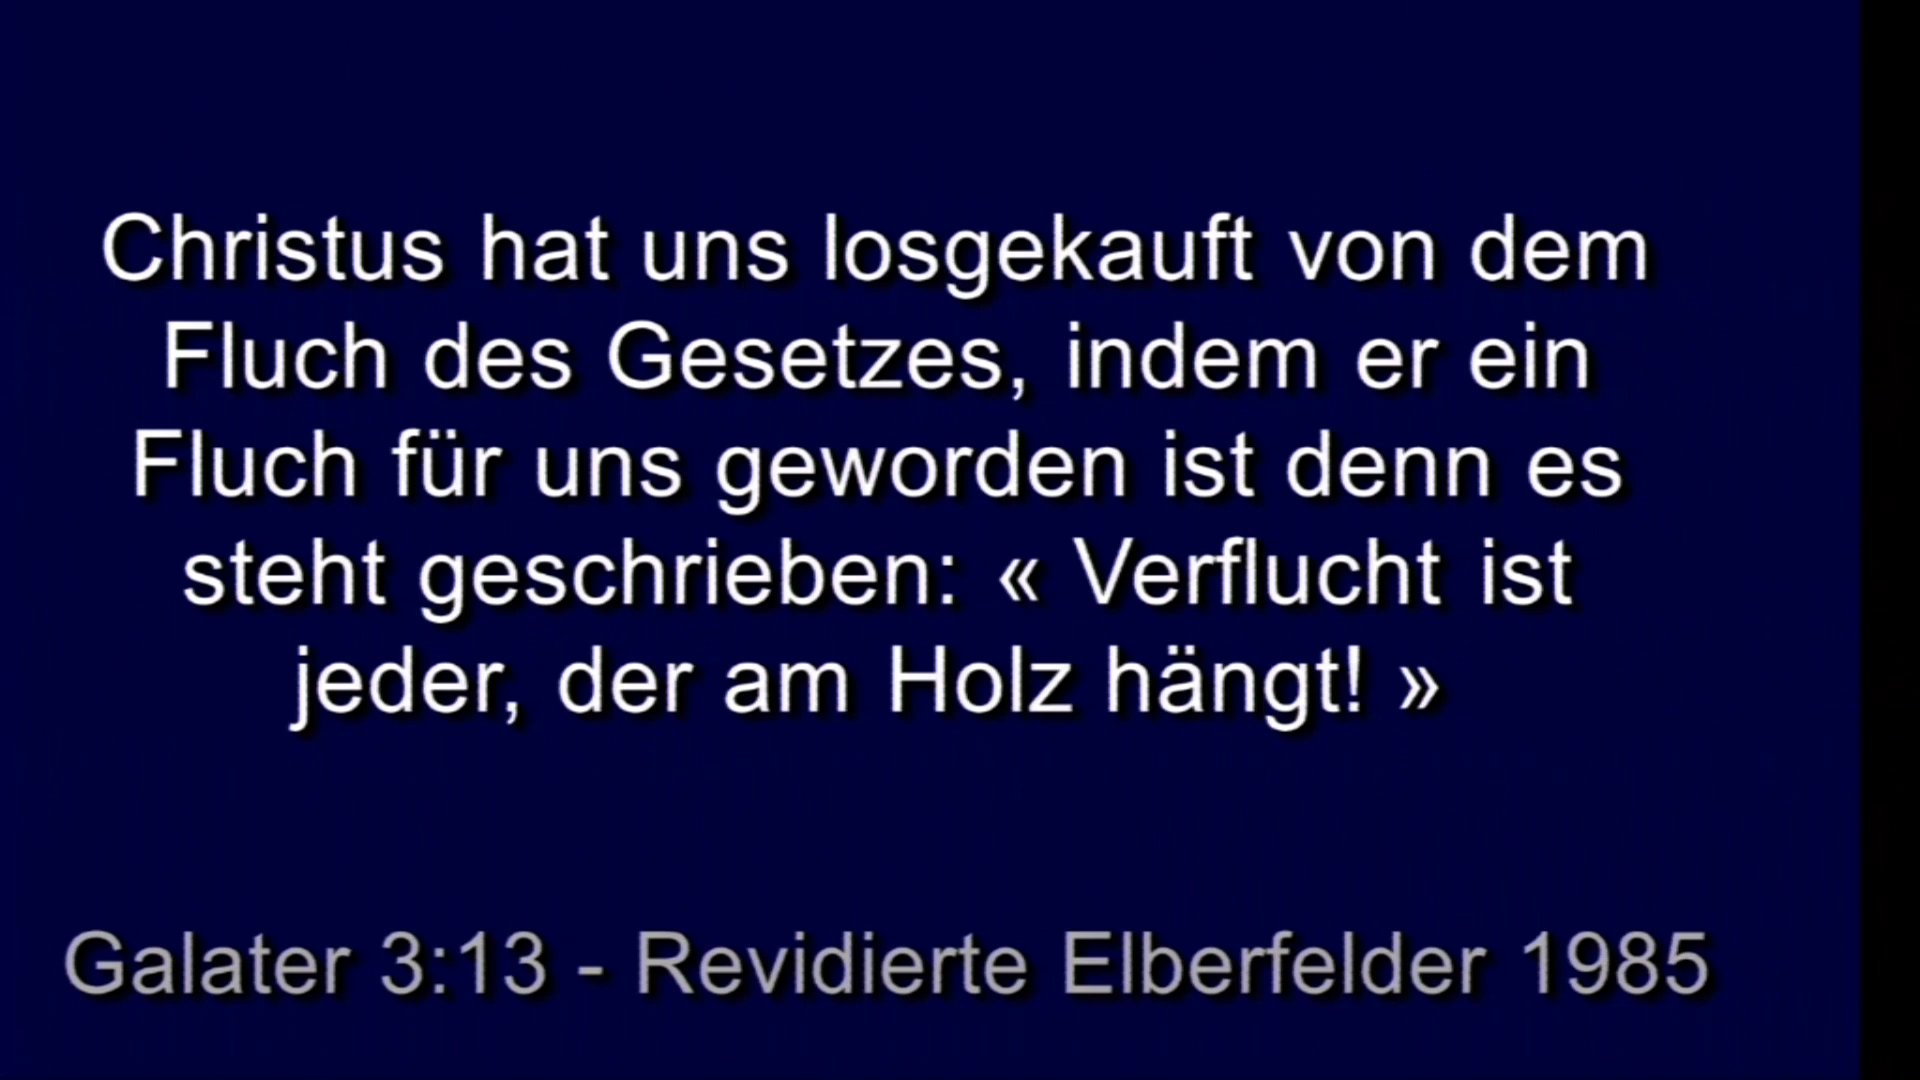 Christus hat uns losgekauft von dem
Fluch des Gesetzes, indem er ein
Fluch für uns geworden ist denn es
steht geschrieben: « Verflucht ist
jeder, der am Holz hängt! »
Galater 3:13 - Revidierte Elberfelder 1985